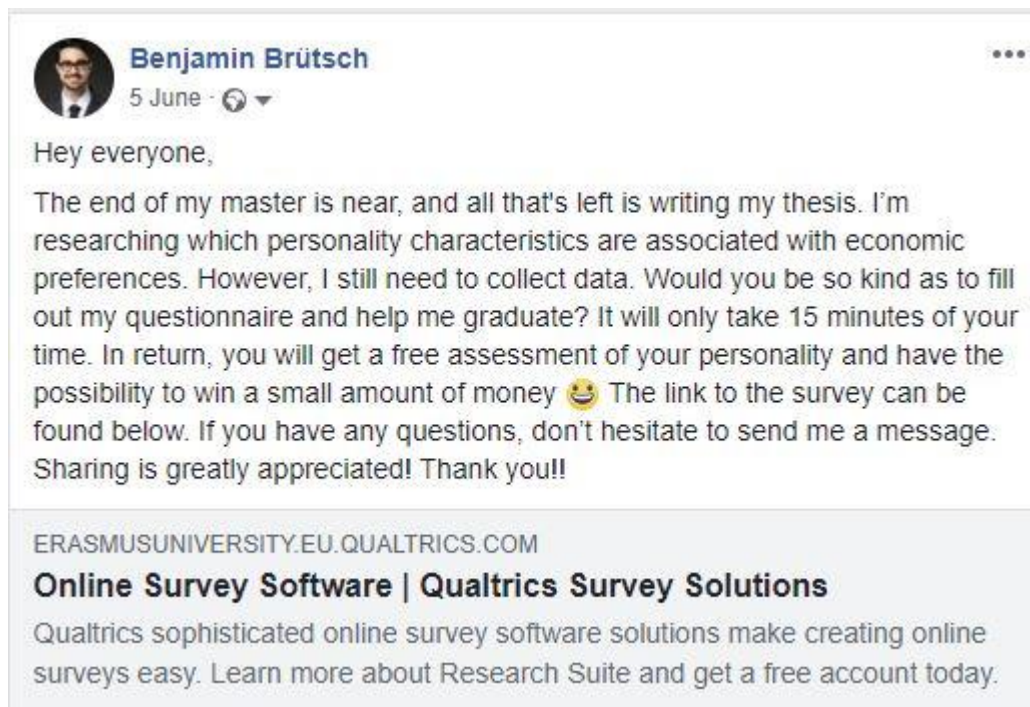 Benjamin Brütsch
5 June ·
Hey everyone,
The end of my master is near, and all that's left is writing my thesis. I’m
researching which personality characteristics are associated with economic
preferences. However, I still need to collect data. Would you be so kind as to fill
out my questionnaire and help me graduate? It will only take 15 minutes of your
time. In return, you will get a free assessment of your personality and have the
possibility to win a small amount of money 😀 The link to the survey can be
found below. If you have any questions, don’t hesitate to send me a message.
Sharing is greatly appreciated! Thank you!!
ERASMUSUNIVERSITY.EU.QUALTRICS.COM
Online Survey Software | Qualtrics Survey Solutions
Qualtrics sophisticated online survey software solutions make creating online
surveys easy. Learn more about Research Suite and get a free account today.